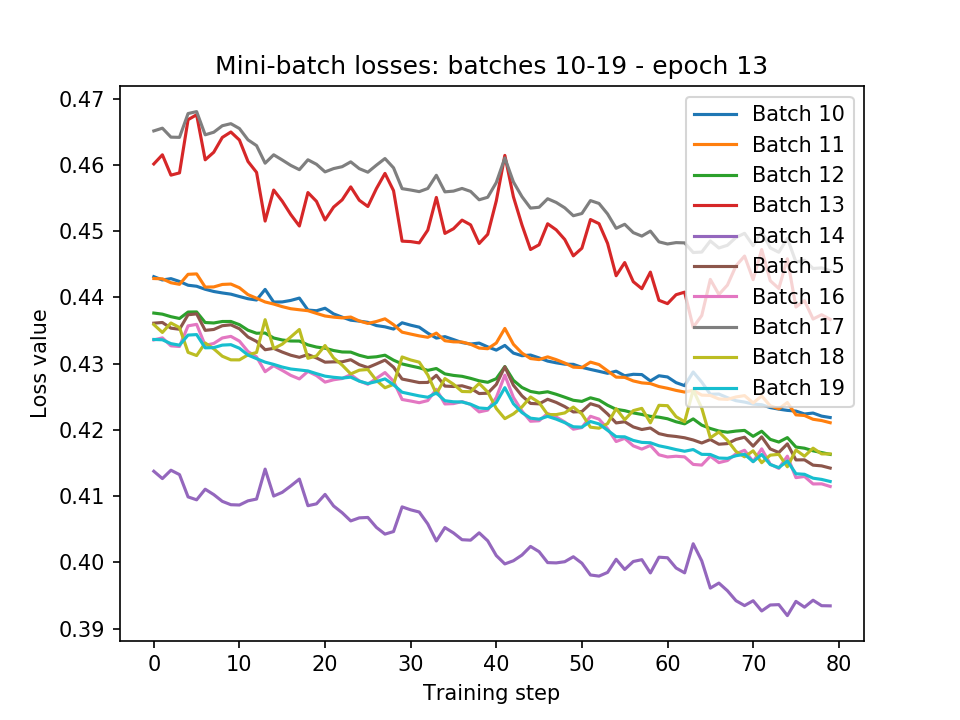 Mini-batch losses: batches 10-19 - epoch 13
Loss value
0.47
0.46
0.45
0.44
0.43
0.42
0.41
0.40
0.39
Batch 10
Batch 11
Batch 12
Batch 13
Batch 14
Batch 15
Batch 16
Batch 17
Batch 18
Batch 19
0 10 20 30 40 50 60 70 80
Training step